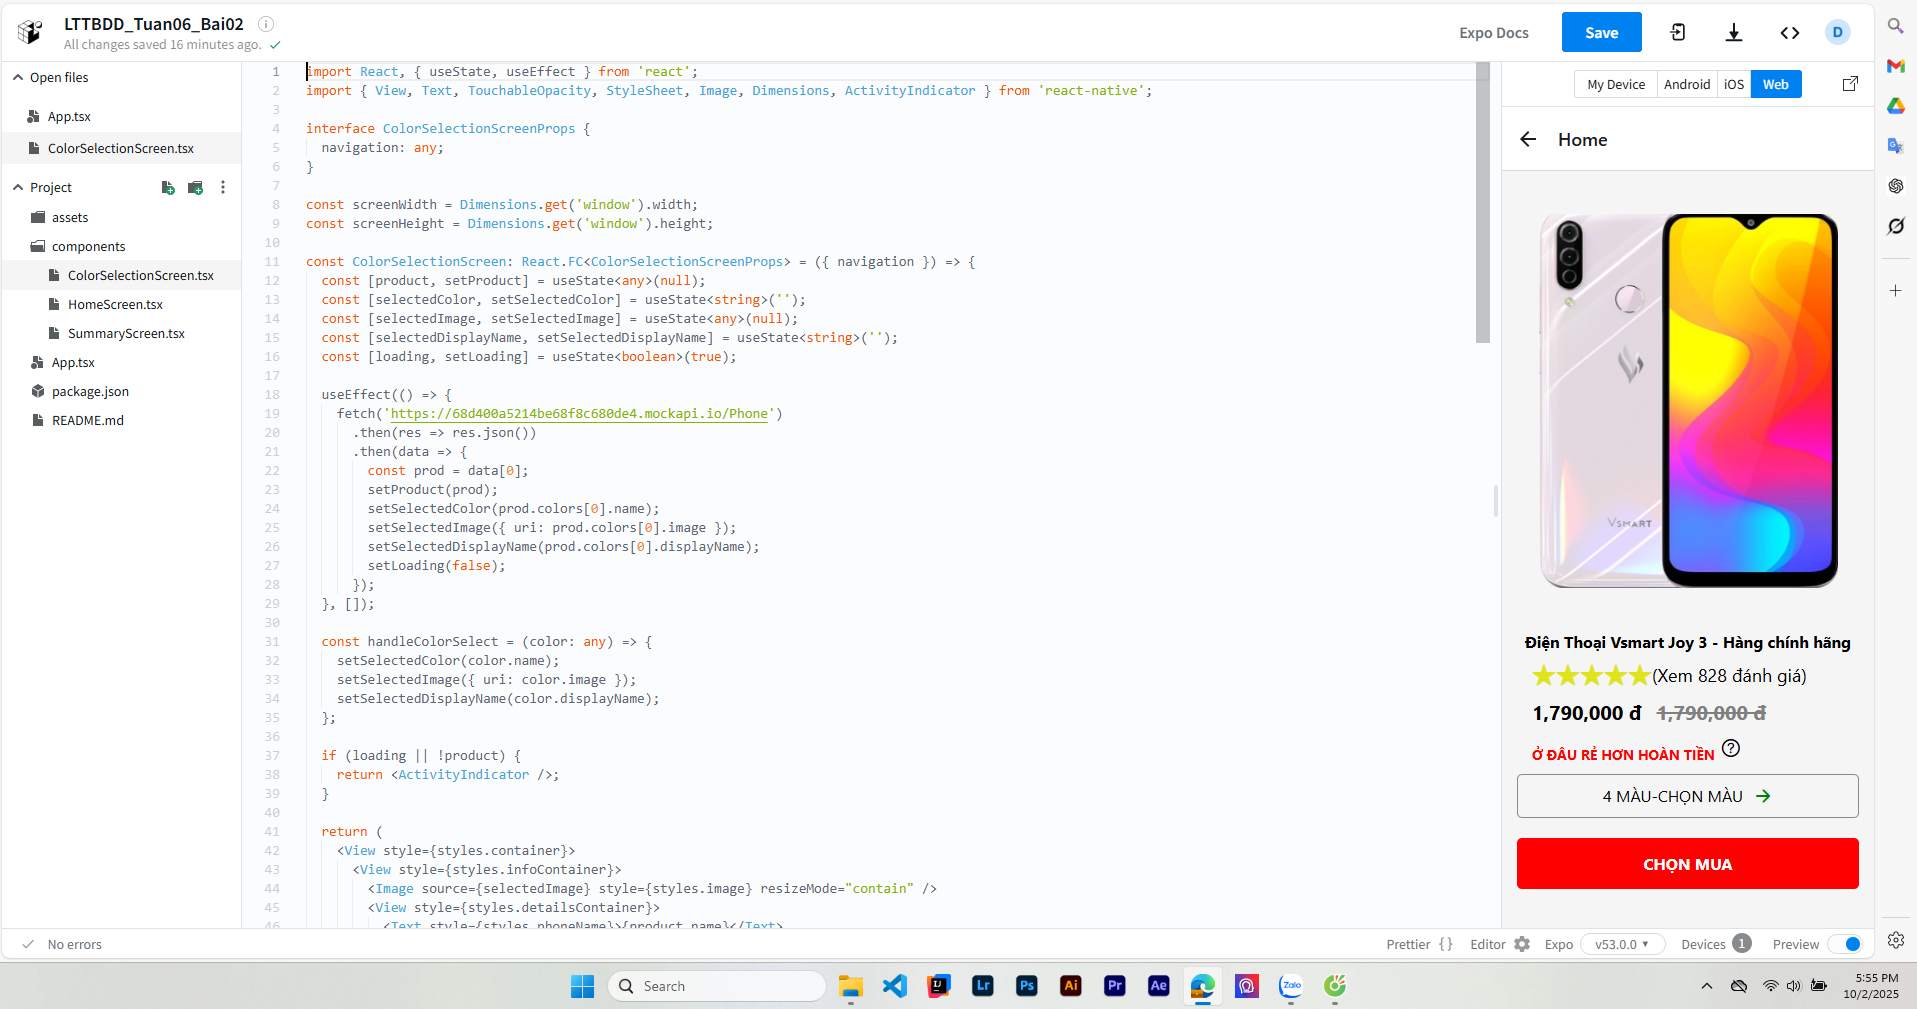 LTTBDD_Tuan06_Bai02
All changes saved 16 minutes ago.
Expo Docs
Save
D
Open files
App.tsx
ColorSelectionScreen.tsx
Project
assets
components
ColorSelectionScreen.tsx
HomeScreen.tsx
SummaryScreen.tsx
App.tsx
package.json
README.md
1 import React, { useState, useEffect } from 'react';
2 import { View, Text, TouchableOpacity, StyleSheet, Image, Dimensions, ActivityIndicator } from 'react-native';
3
4 interface ColorSelectionScreenProps {
5 navigation: any;
6 }
7
8 const screenWidth = Dimensions.get('window').width;
9 const screenHeight = Dimensions.get('window').height;
10
11 const ColorSelectionScreen: React.FC<ColorSelectionScreenProps> = ({ navigation }) => {
12 const [product, setProduct] = useState<any>(null);
13 const [selectedColor, setSelectedColor] = useState<string>('');
14 const [selectedImage, setSelectedImage] = useState<any>(null);
15 const [selectedDisplayName, setSelectedDisplayName] = useState<string>('');
16 const [loading, setLoading] = useState<boolean>(true);
17
18 useEffect(() => {
19 fetch('https://68d400a5214be68f8c680de4.mockapi.io/Phone')
20 .then(res => res.json())
21 .then(data => {
22 const prod = data[0];
23 setProduct(prod);
24 setSelectedColor(prod.colors[0].name);
25 setSelectedImage({ uri: prod.colors[0].image });
26 setSelectedDisplayName(prod.colors[0].displayName);
27 setLoading(false);
28 });
29 }, []);
30
31 const handleColorSelect = (color: any) => {
32 setSelectedColor(color.name);
33 setSelectedImage({ uri: color.image });
34 setSelectedDisplayName(color.displayName);
35 };
36
37 if (loading || !product) {
38 return <ActivityIndicator />;
39 }
40
41 return (
42 <View style={styles.container}>
43 <View style={styles.infoContainer}>
44 <Image source={selectedImage} style={styles.image} resizeMode="contain" />
45 <View style={styles.detailsContainer}>
46 <Text style={styles.phoneName}>{product.name}</Text>
My Device
Android
iOS
Web
Home
VSMART
Điện Thoại Vsmart Joy 3 - Hàng chính hãng
(Xem 828 đánh giá)
1,790,000 đ 1,790,000 đ
Ở ĐÂU RẺ HƠN HOÀN TIỀN ?
4 MÀU-CHỌN MÀU
CHỌN MUA
No errors
Prettier { }
Editor
Expo
v53.0.0
Devices 1
Preview
Search
Lr
Ps
Ai
Pr
Ae
Zalo
5:55 PM
10/2/2025